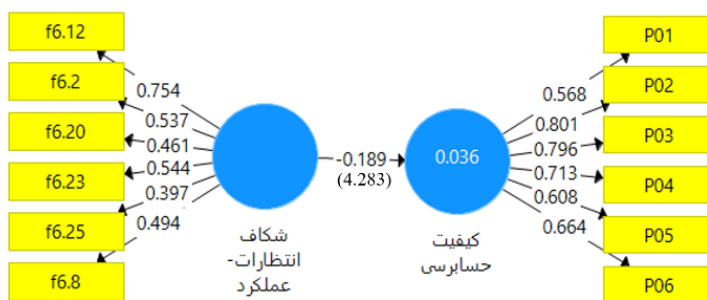 f6.12
f6.2
f6.20
f6.23
f6.25
f6.8
0.754
0.537
0.461
0.544
0.397
0.494
شکاف
انتظارات-
عملکرد
-0.189
(4.283)
0.036
کیفیت
حسابرسی
0.568
0.801
0.796
0.713
0.608
0.664
P01
P02
P03
P04
P05
P06